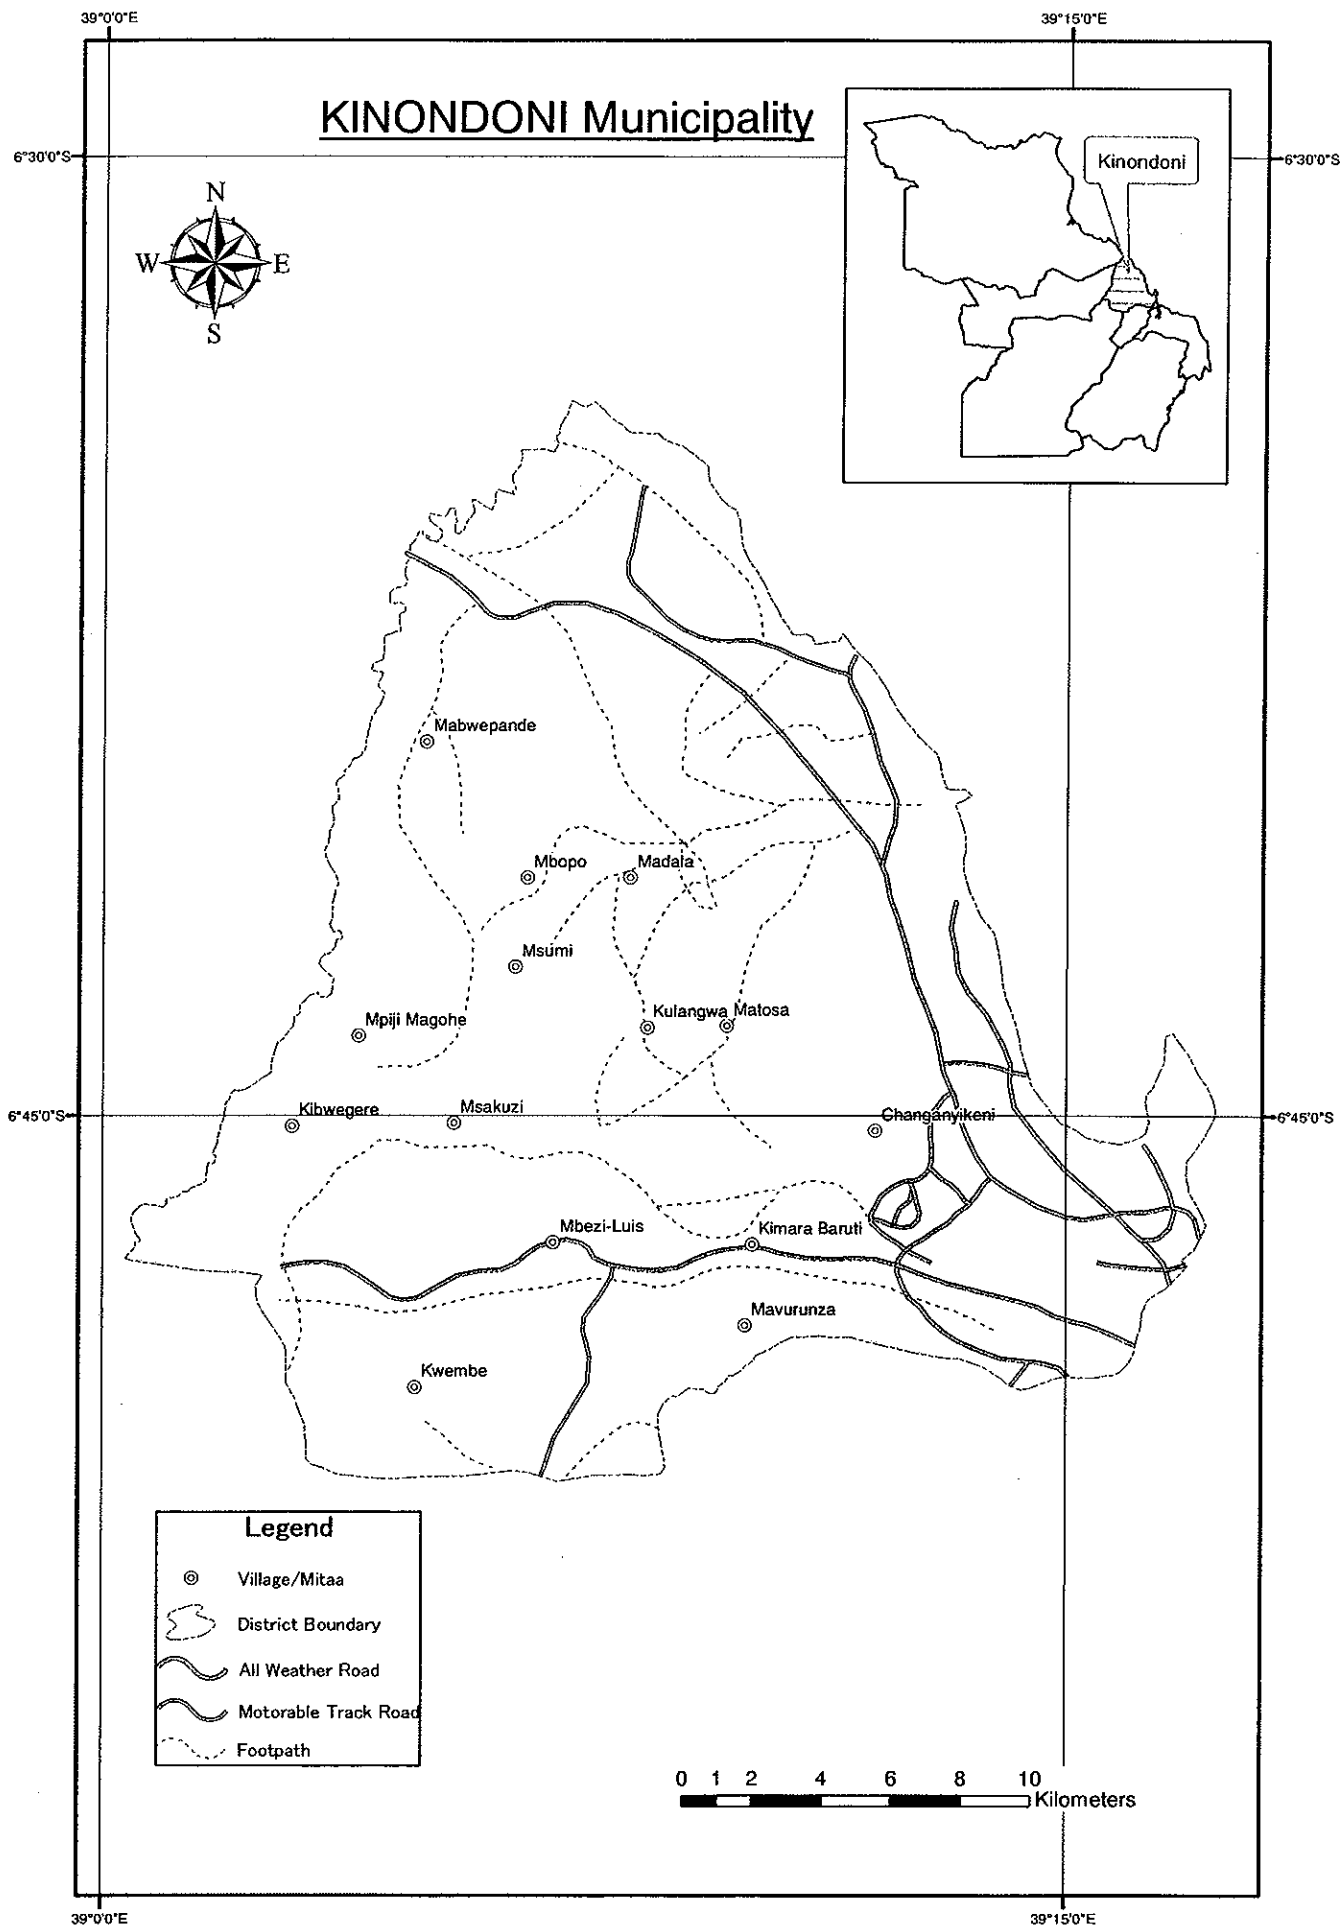 39°0'0"E
39°15'0"E
KINONDONI Municipality
6°30'0"S
6°30'0"S
Kinondoni
N
W
E
S
Mabwepande
Mbopo
Madala
Msumi
Mpiji Magohe
Kulangwa
Matosa
6°45'0"S
Kibwegere
Msakuzi
Changanyikeni
6°45'0"S
Mbezi-Luis
Kimara Baruti
Mavurunza
Kwembe
Legend
Village/Mitaa
District Boundary
All Weather Road
Motorable Track Road
Footpath
0 1 2 4 6 8 10
Kilometers
39°0'0"E
39°15'0"E